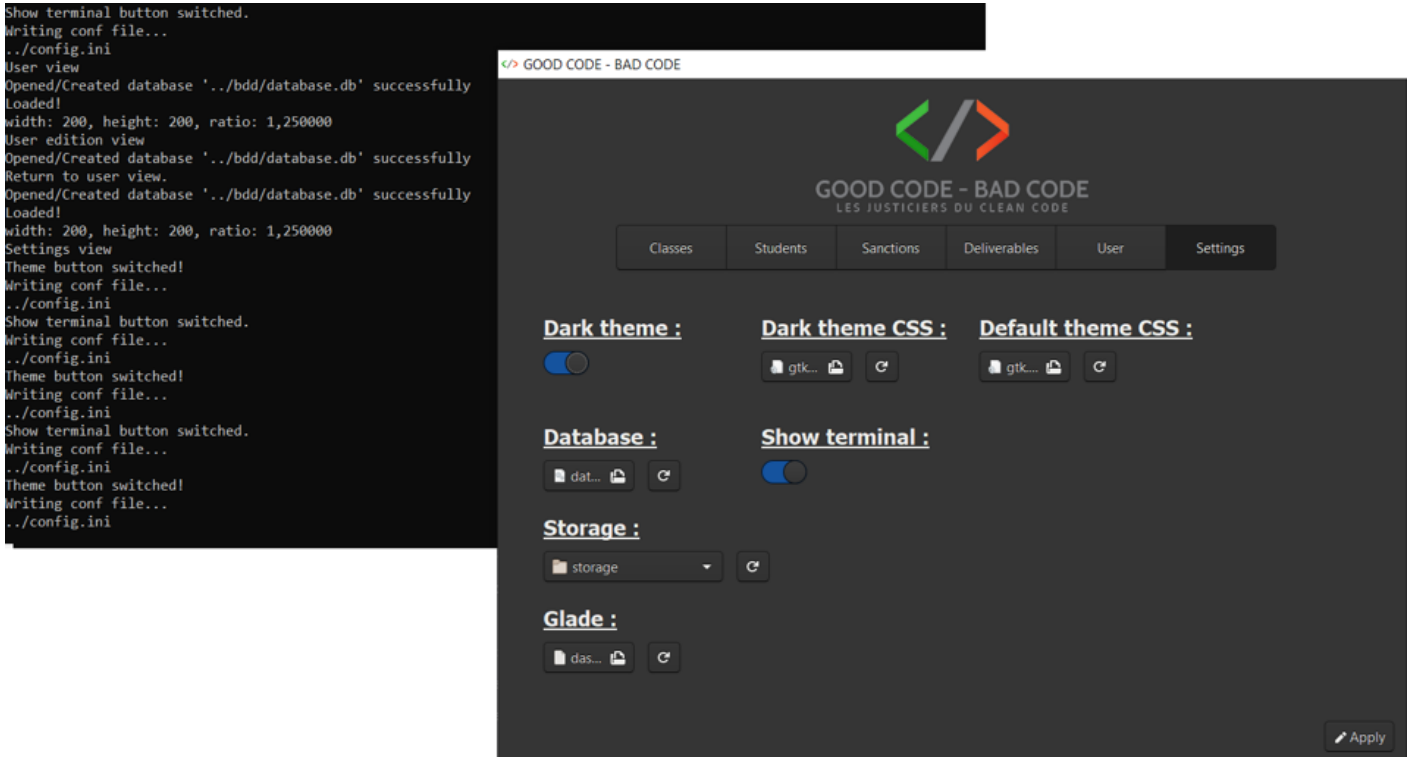 Show terminal button switched.
Writing conf file...
../config.ini
User view
Opened/Created database '../bdd/database.db' successfully
Loaded!
width: 200, height: 200, ratio: 1,250000
User edition view
Opened/Created database '../bdd/database.db' successfully
Return to user view.
Opened/Created database '../bdd/database.db' successfully
Loaded!
width: 200, height: 200, ratio: 1,250000
Settings view
Theme button switched!
Writing conf file...
../config.ini
Show terminal button switched.
Writing conf file...
../config.ini
Theme button switched!
Writing conf file...
../config.ini
Show terminal button switched.
Writing conf file...
../config.ini
Theme button switched!
Writing conf file...
../config.ini
</> GOOD CODE - BAD CODE
</>
GOOD CODE - BAD CODE
LES JUSTICIERS DU CLEAN CODE
Classes Students Sanctions Deliverables User Settings
Dark theme : Dark theme CSS : Default theme CSS :
gtk... gtk...
Database : Show terminal :
dat...
Storage :
storage
Glade :
das...
Apply